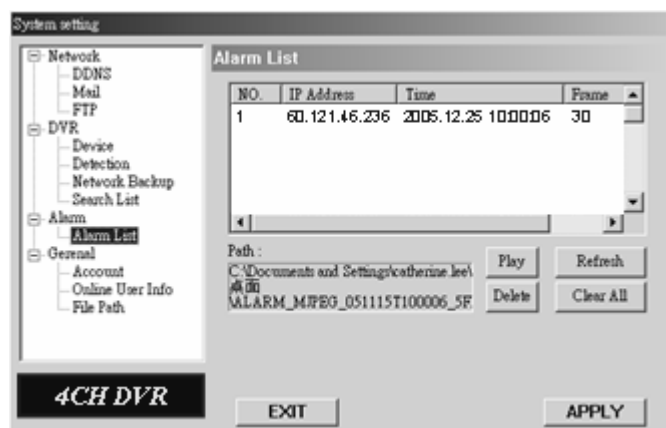 System setting
Network
DDNS
Mail
FTP
DVR
Device
Detection
Network Backup
Search List
Alarm
Alarm List
Gerenal
Account
Online User Info
File Path
4CH DVR
Alarm List
NO. IP Address Time Frame
1 60.121.46.236 2005.12.25 10:00:06 30
Path :
C:\Documents and Settings\catherine.lee\
桌面
\ALARM_MJPEG_051115T100006_5F
Play
Refresh
Delete
Clear All
EXIT
APPLY